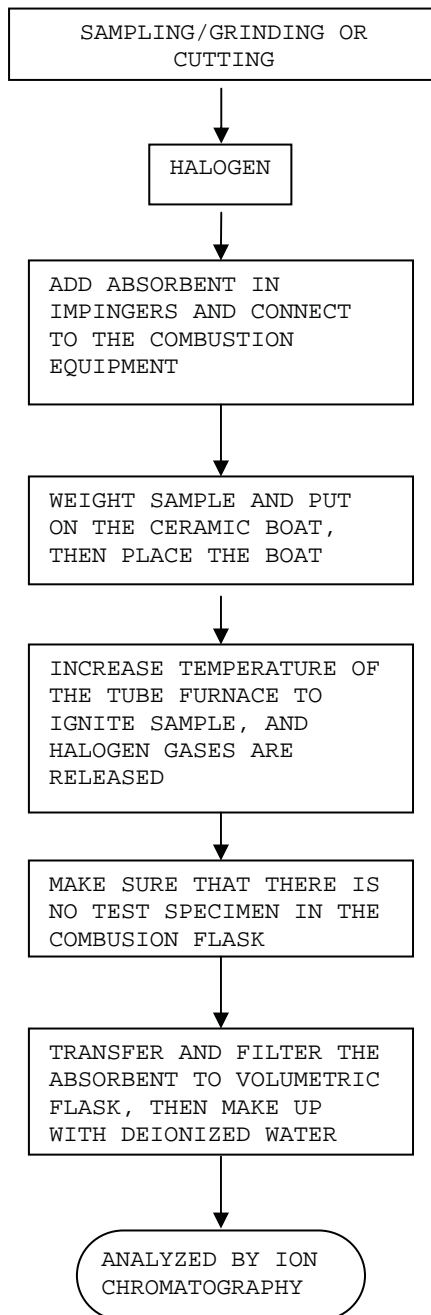 SAMPLING/GRINDING OR
CUTTING
HALOGEN
ADD ABSORBENT IN
IMPINGERS AND CONNECT
TO THE COMBUSTION
EQUIPMENT
WEIGHT SAMPLE AND PUT
ON THE CERAMIC BOAT,
THEN PLACE THE BOAT
INCREASE TEMPERATURE OF
THE TUBE FURNACE TO
IGNITE SAMPLE, AND
HALOGEN GASES ARE
RELEASED
MAKE SURE THAT THERE IS
NO TEST SPECIMEN IN THE
COMBUSION FLASK
TRANSFER AND FILTER THE
ABSORBENT TO VOLUMETRIC
FLASK, THEN MAKE UP
WITH DEIONIZED WATER
ANALYZED BY ION
CHROMATOGRAPHY